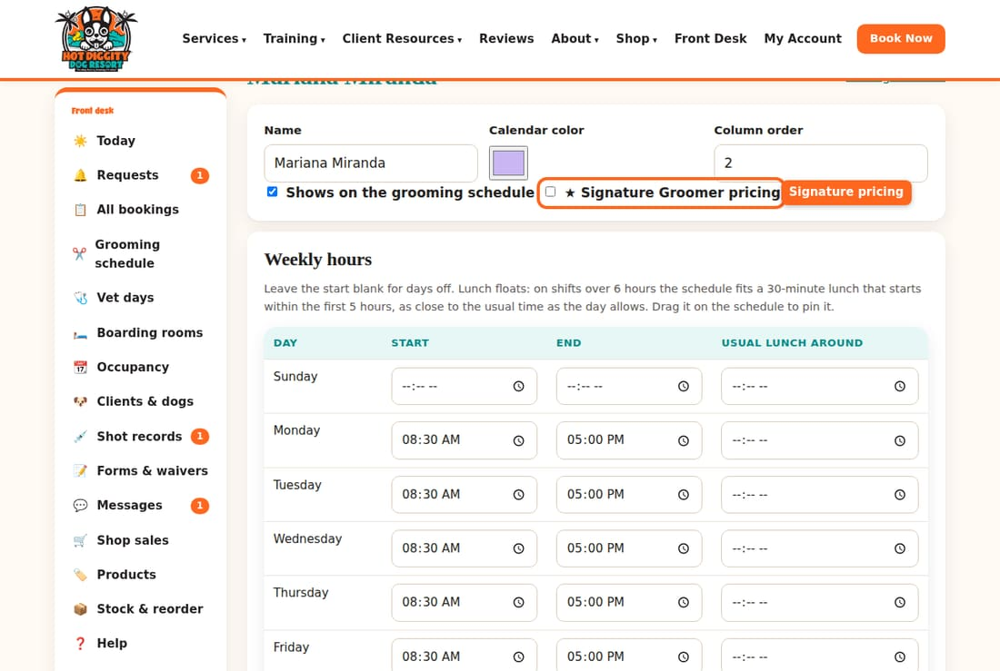 HOT DIGGITY
DOG RESORT
Services ▾
Training ▾
Client Resources ▾
Reviews
About ▾
Shop ▾
Front Desk
My Account
Book Now
Front desk
☀️ Today
🔔 Requests 1
📋 All bookings
✂️ Grooming
schedule
🩺 Vet days
🛏️ Boarding rooms
📆 Occupancy
🐶 Clients & dogs
💉 Shot records 1
📝 Forms & waivers
💬 Messages 1
🛒 Shop sales
🏷️ Products
📦 Stock & reorder
❓ Help
Mariana Miranda
Name
Calendar color
Column order
Mariana Miranda
2
Shows on the grooming schedule
★ Signature Groomer pricing
Signature pricing
Weekly hours
Leave the start blank for days off. Lunch floats: on shifts over 6 hours the schedule fits a 30-minute lunch that starts
within the first 5 hours, as close to the usual time as the day allows. Drag it on the schedule to pin it.
DAY START END USUAL LUNCH AROUND
Sunday --:-- -- --:-- -- --:-- --
Monday 08:30 AM 05:00 PM --:-- --
Tuesday 08:30 AM 05:00 PM --:-- --
Wednesday 08:30 AM 05:00 PM --:-- --
Thursday 08:30 AM 05:00 PM --:-- --
Friday 08:30 AM 05:00 PM --:-- --